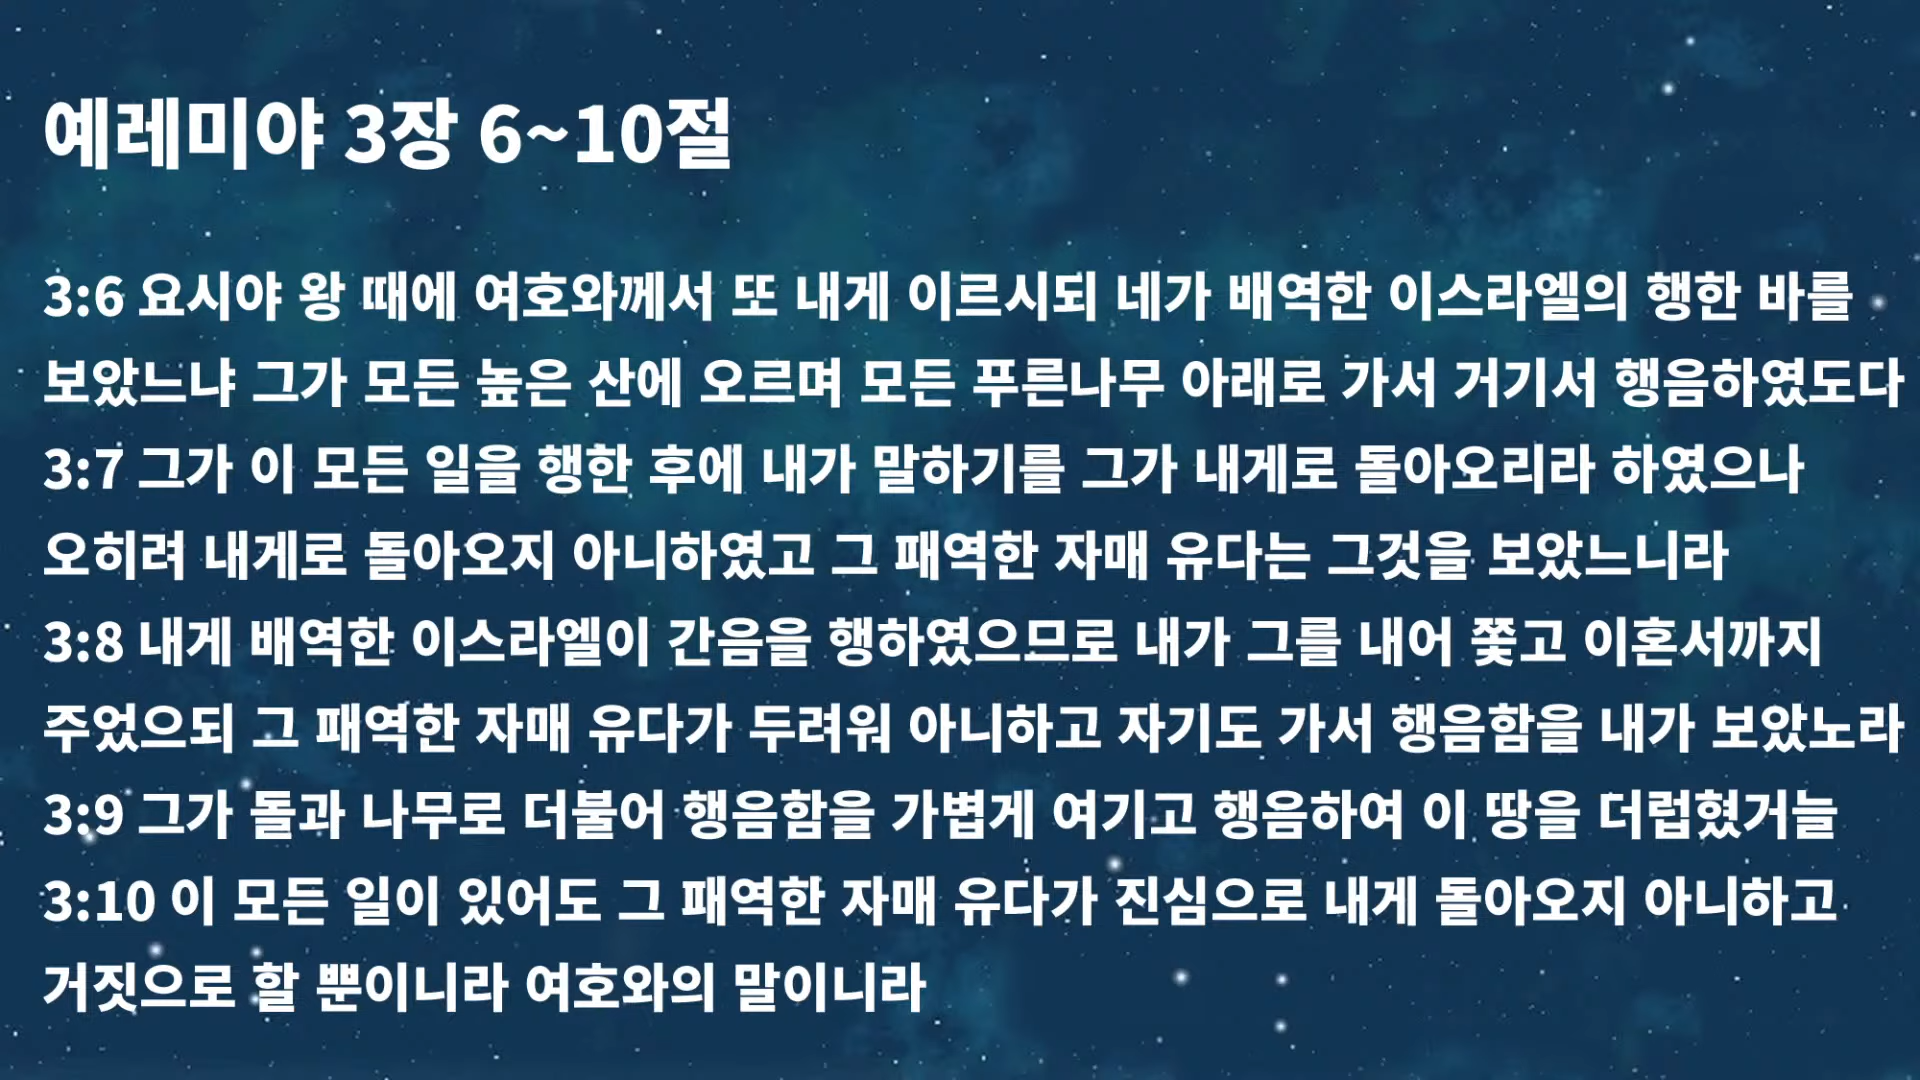 예레미야 3장 6~10절
3:6 요시야 왕 때에 여호와께서 또 내게 이르시되 네가 배역한 이스라엘의 행한 바를
보았느냐 그가 모든 높은 산에 오르며 모든 푸른나무 아래로 가서 거기서 행음하였도다
3:7 그가 이 모든 일을 행한 후에 내가 말하기를 그가 내게로 돌아오리라 하였으나
오히려 내게로 돌아오지 아니하였고 그 패역한 자매 유다는 그것을 보았느니라
3:8 내게 배역한 이스라엘이 간음을 행하였으므로 내가 그를 내어 쫓고 이혼서까지
주었으되 그 패역한 자매 유다가 두려워 아니하고 자기도 가서 행음함을 내가 보았노라
3:9 그가 돌과 나무로 더불어 행음함을 가볍게 여기고 행음하여 이 땅을 더럽혔거늘
3:10 이 모든 일이 있어도 그 패역한 자매 유다가 진심으로 내게 돌아오지 아니하고
거짓으로 할 뿐이니라 여호와의 말이니라